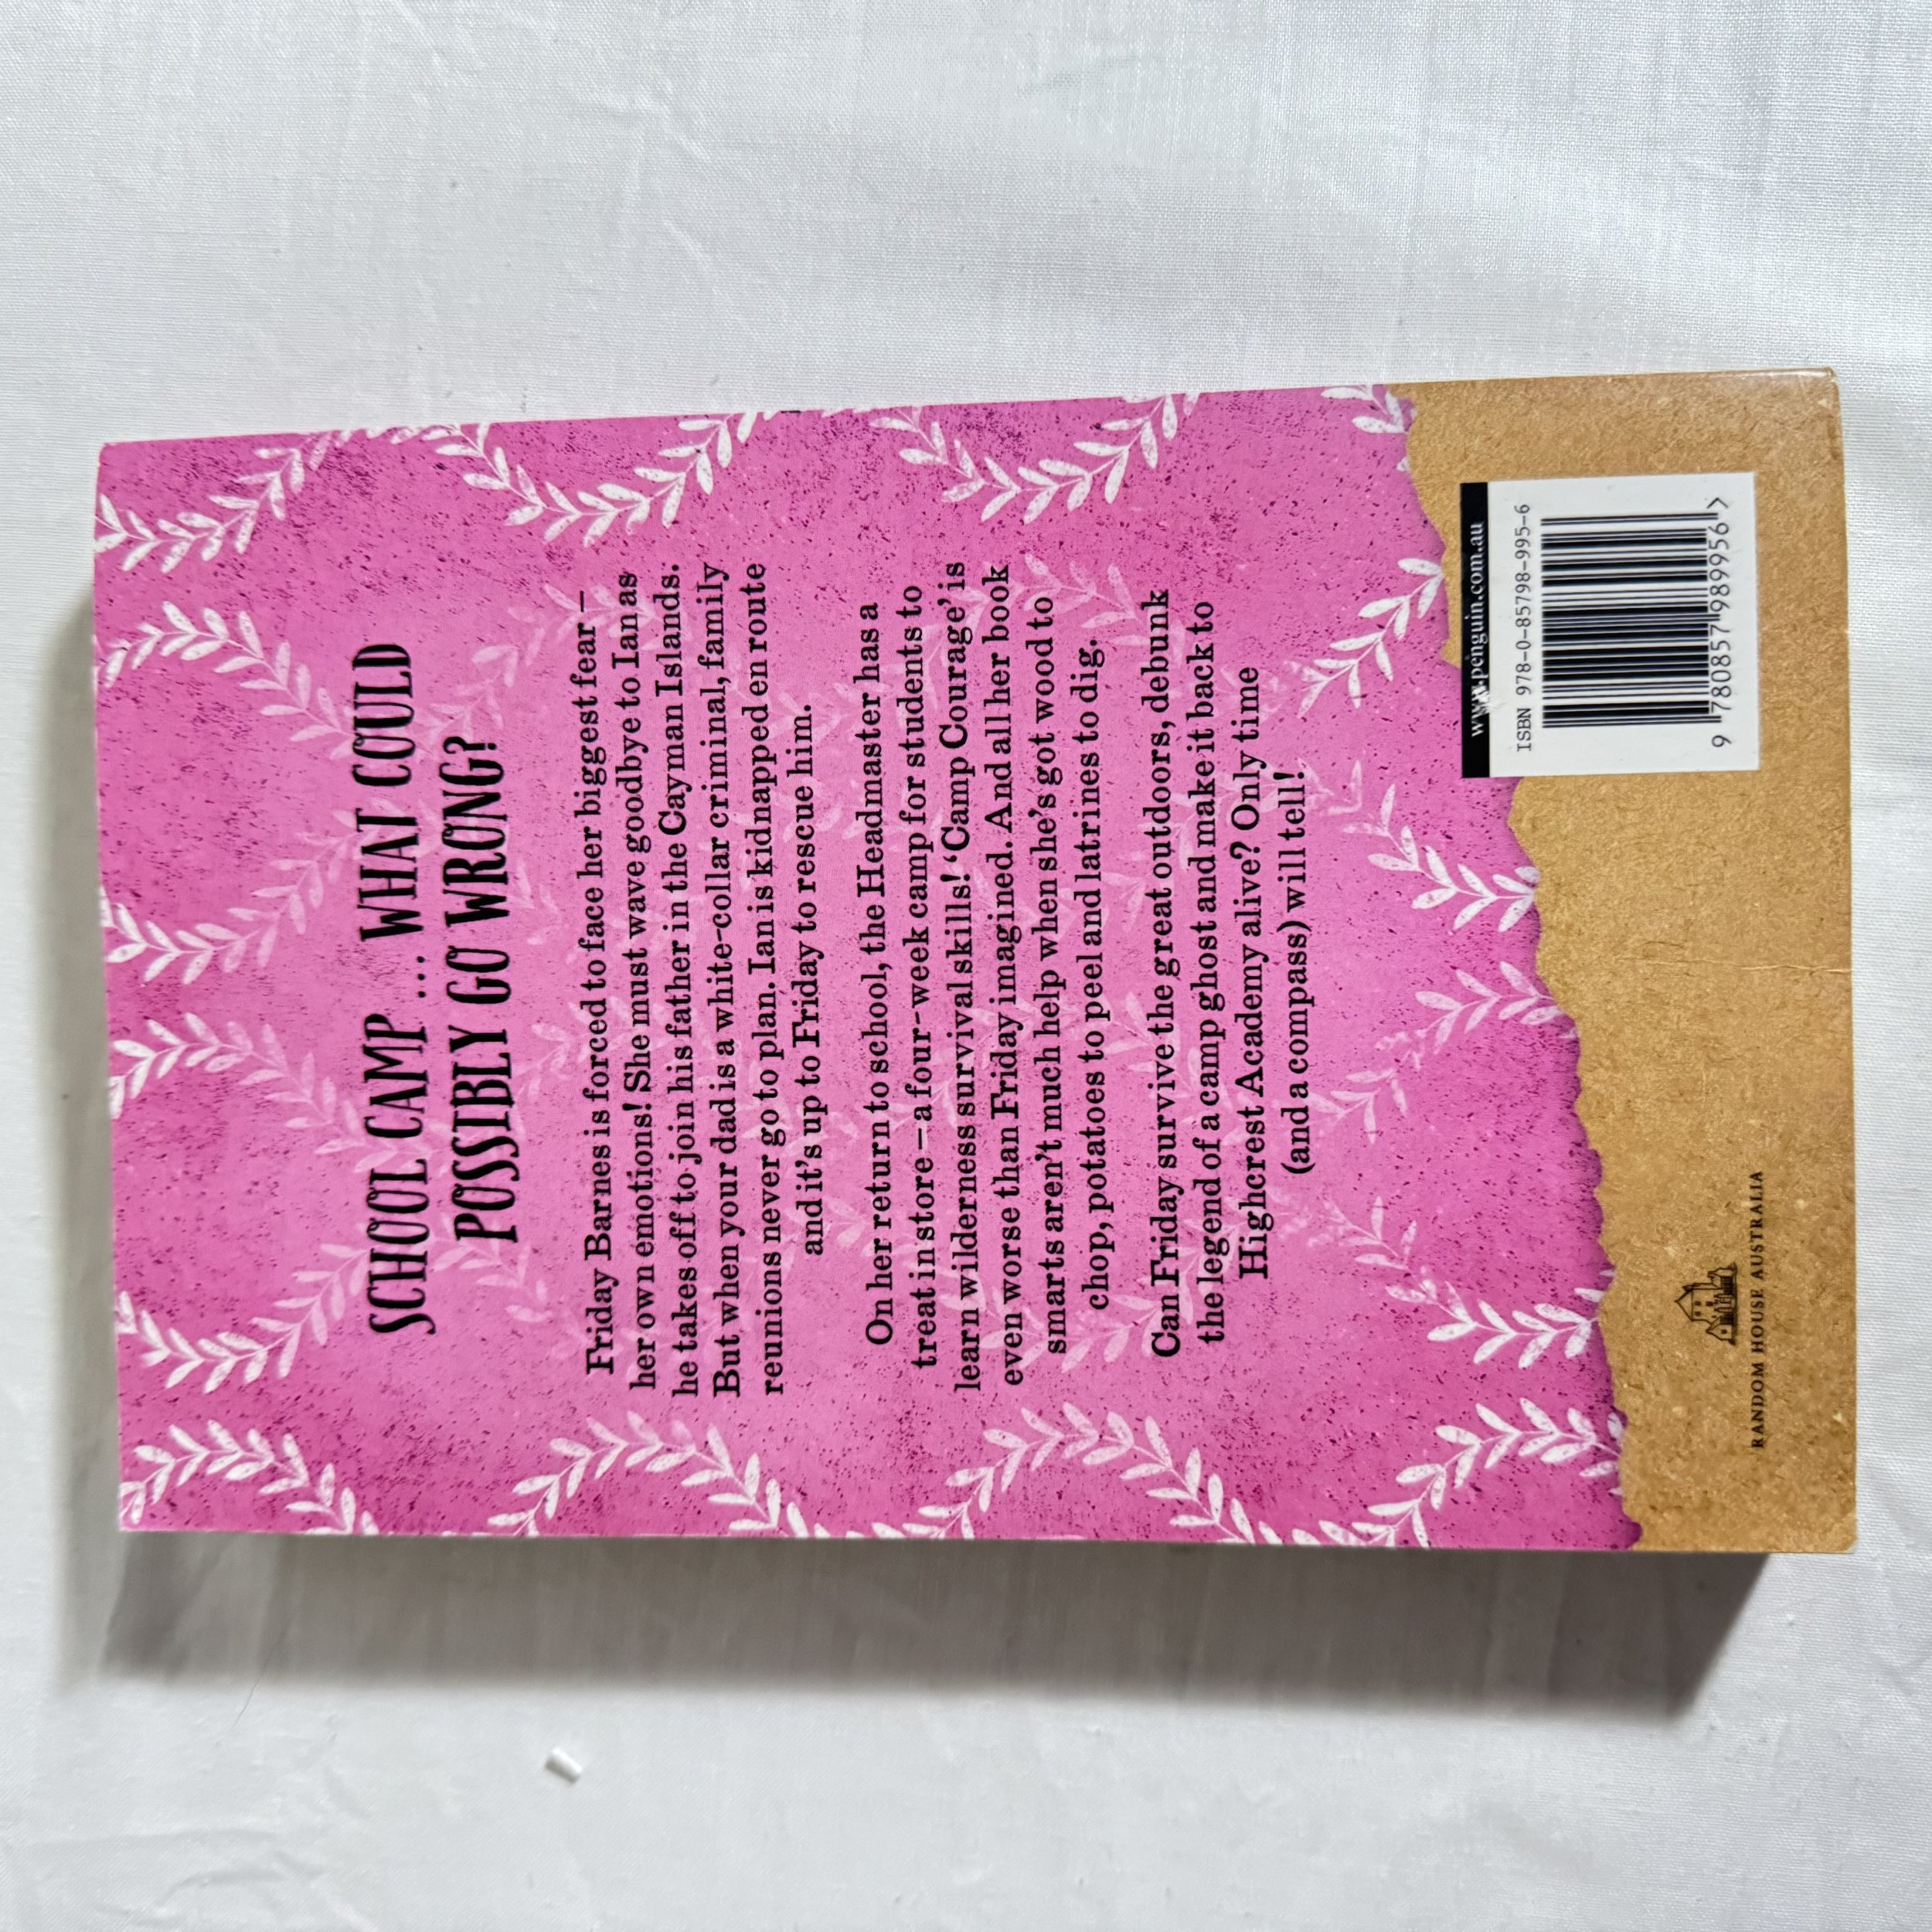 SCHOOL CAMP ... WHAT COULD
POSSIBLY GO WRONG?
Friday Barnes is forced to face her biggest fear –
her own emotions! She must wave goodbye to Ian as
he takes off to join his father in the Cayman Islands.
But when your dad is a white-collar criminal, family
reunions never go to plan. Ian is kidnapped en route
and it's up to Friday to rescue him.
On her return to school, the Headmaster has a
treat in store – a four-week camp for students to
learn wilderness survival skills! 'Camp Courage' is
even worse than Friday imagined. And all her book
smarts aren't much help when she's got wood to
chop, potatoes to peel and latrines to dig.
Can Friday survive the great outdoors, debunk
the legend of a camp ghost and make it back to
Highcrest Academy alive? Only time
(and a compass) will tell!
RANDOM HOUSE AUSTRALIA
www.penguin.com.au
ISBN 978-0-85798-995-6
9 780857 989956 >